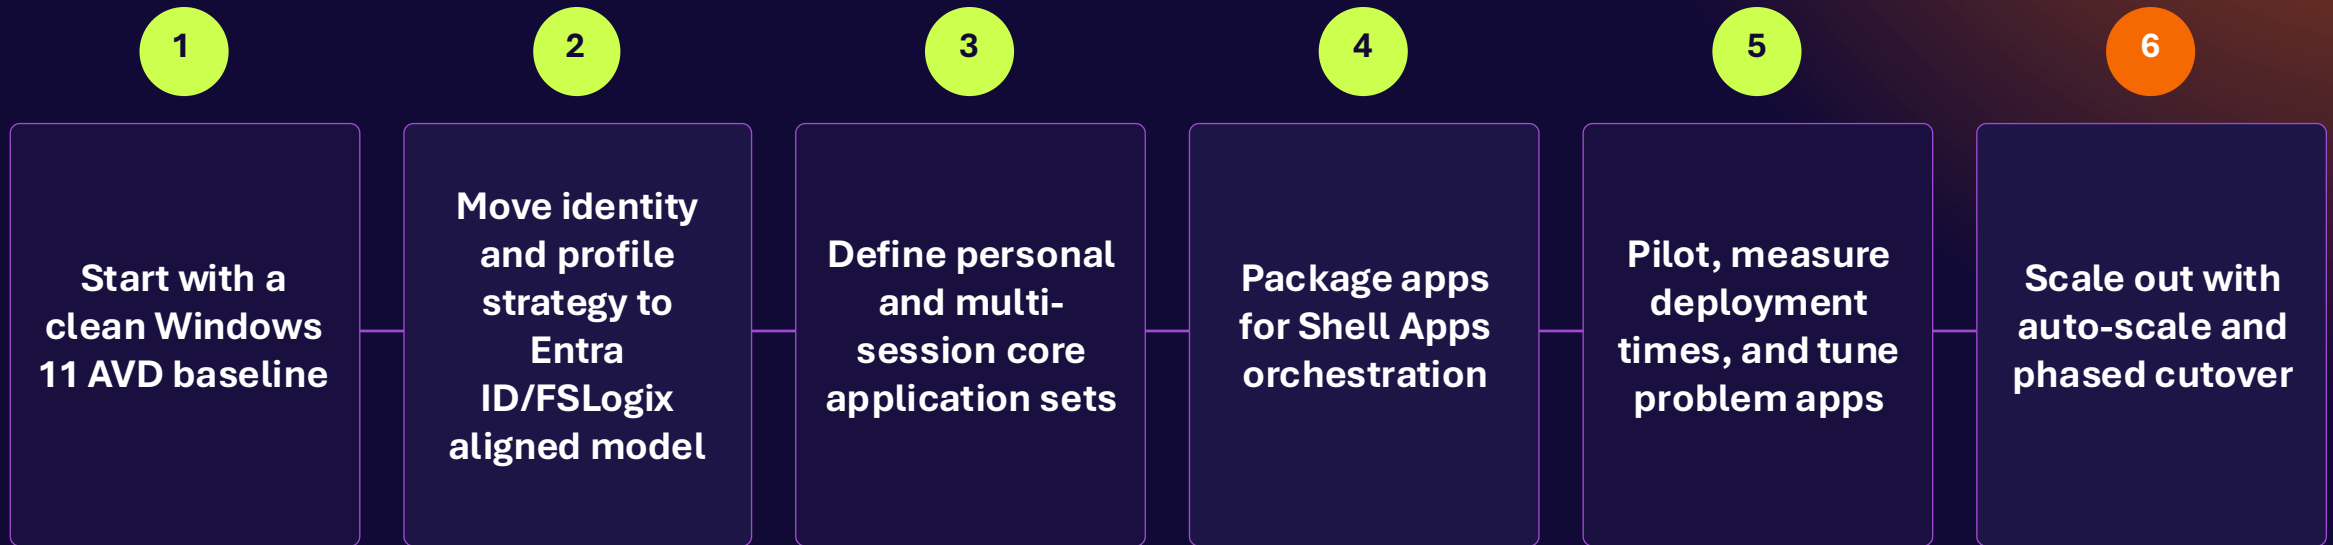 1
2
3
4
5
6
Start with a
clean Windows
11 AVD baseline
Move identity
and profile
strategy to
Entra
ID/FSLogix
aligned model
Define personal
and multi-
session core
application sets
Package apps
for Shell Apps
orchestration
Pilot, measure
deployment
times, and tune
problem apps
Scale out with
auto-scale and
phased cutover